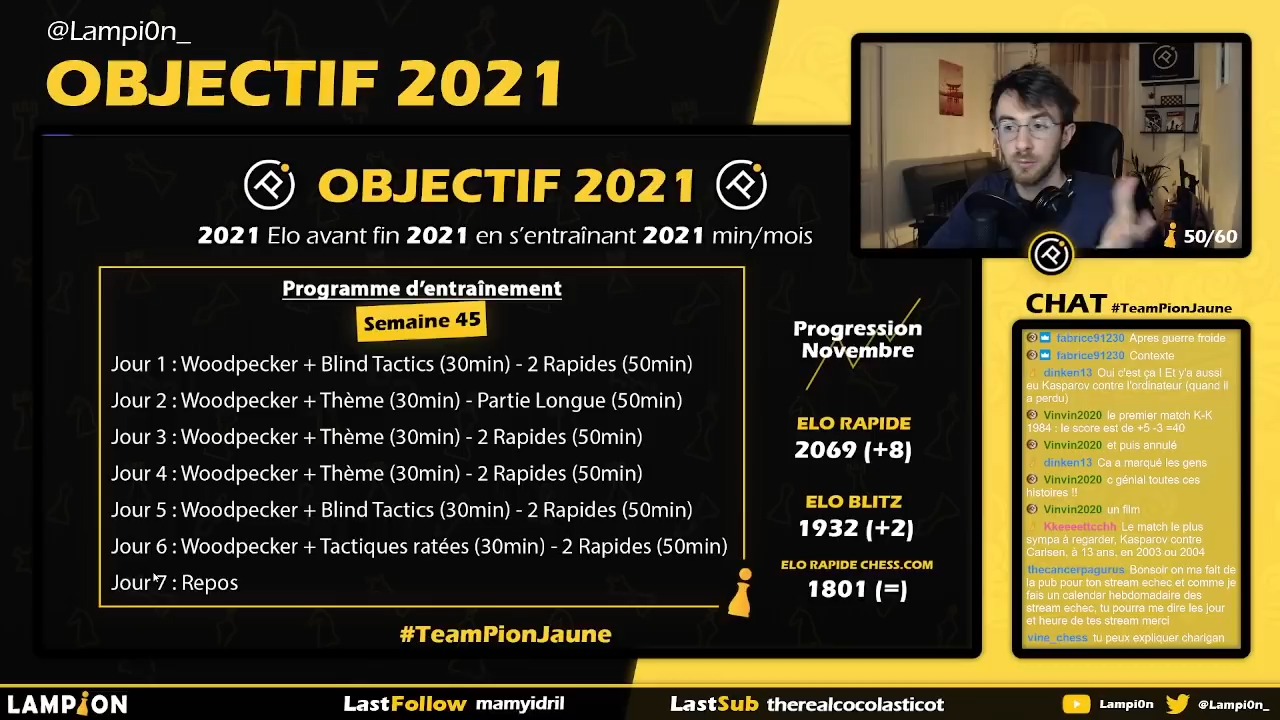 @Lampi0n_
OBJECTIF 2021
OBJECTIF 2021
2021 Elo avant fin 2021 en s'entraînant 2021 min/mois
Programme d'entraînement
Semaine 45
Jour 1 : Woodpecker + Blind Tactics (30min) - 2 Rapides (50min)
Jour 2 : Woodpecker + Thème (30min) - Partie Longue (50min)
Jour 3 : Woodpecker + Thème (30min) - 2 Rapides (50min)
Jour 4 : Woodpecker + Thème (30min) - 2 Rapides (50min)
Jour 5 : Woodpecker + Blind Tactics (30min) - 2 Rapides (50min)
Jour 6 : Woodpecker + Tactiques ratées (30min) - 2 Rapides (50min)
Jour 7 : Repos
#TeamPionJaune
Progression
Novembre
ELO RAPIDE
2069 (+8)
ELO BLITZ
1932 (+2)
ELO RAPIDE CHESS.COM
1801 (=)
50/60
CHAT #TeamPionJaune
fabrice91230 Apres guerre froide
fabrice91230 Contexte
dinken13 Oui c'est ça ! Et y'a aussi
eu Kasparov contre l'ordinateur (quand il
a perdu)
Vinvin2020 le premier match K-K
1984 : le score est de +5 -3 =40
Vinvin2020 et puis annulé
dinken13 Ca a marqué les gens
Vinvin2020 c génial toutes ces
histoires !!
Vinvin2020 un film
Kkeeeettcchh Le match le plus
sympa à regarder, Kasparov contre
Carlsen, à 13 ans, en 2003 ou 2004
thecancerpagurus Bonsoir on ma fait de
la pub pour ton stream echec et comme je
fais un calendar hebdomadaire des
stream echec, tu pourra me dire les jour
et heure de tes stream merci
vine_chess tu peux expliquer charigan
LAMPION
LastFollow mamyidril
LastSub therealcocolasticot
Lampi0n
@Lampi0n_